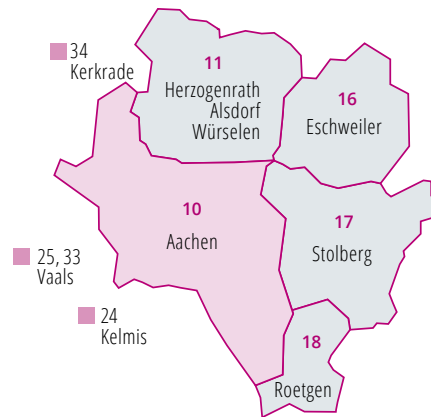 34
Kerkrade
11
Herzogenrath
Alsdorf
Würselen
16
Eschweiler
10
Aachen
17
Stolberg
25, 33
Vaals
24
Kelmis
18
Roetgen